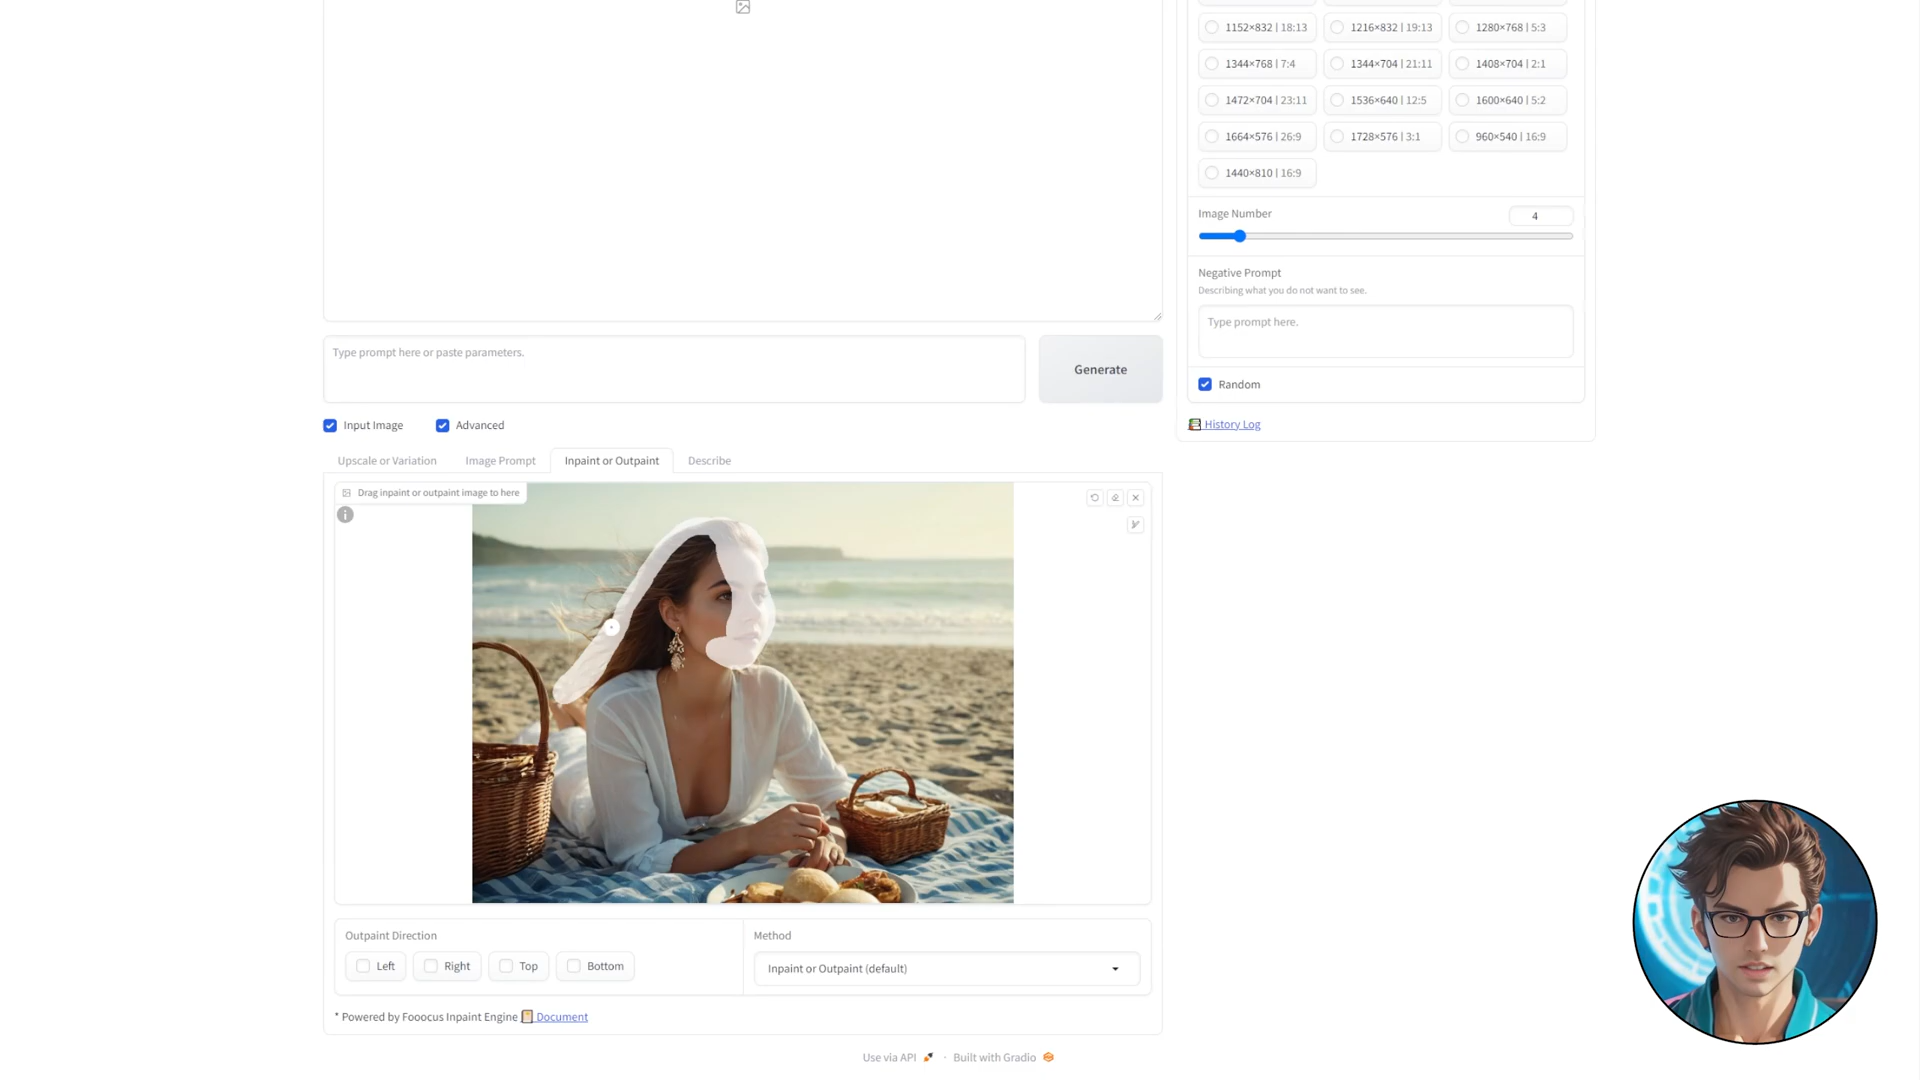 1152×832 | 18:13
1216×832 | 19:13
1280×768 | 5:3
1344×768 | 7:4
1344×704 | 21:11
1408×704 | 2:1
1472×704 | 23:11
1536×640 | 12:5
1600×640 | 5:2
1664×576 | 26:9
1728×576 | 3:1
960×540 | 16:9
1440×810 | 16:9
Image Number
4
Negative Prompt
Describing what you do not want to see.
Type prompt here.
Random
History Log
Type prompt here or paste parameters.
Generate
Input Image
Advanced
Upscale or Variation
Image Prompt
Inpaint or Outpaint
Describe
Drag inpaint or outpaint image to here
Outpaint Direction
Left
Right
Top
Bottom
Method
Inpaint or Outpaint (default)
* Powered by Fooocus Inpaint Engine Document
Use via API · Built with Gradio